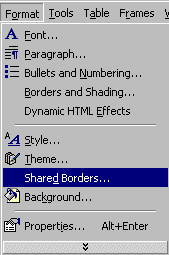 Format Tools Table Frames
Font...
Paragraph...
Bullets and Numbering...
Borders and Shading...
Dynamic HTML Effects
Style...
Theme...
Shared Borders...
Background...
Properties... Alt+Enter